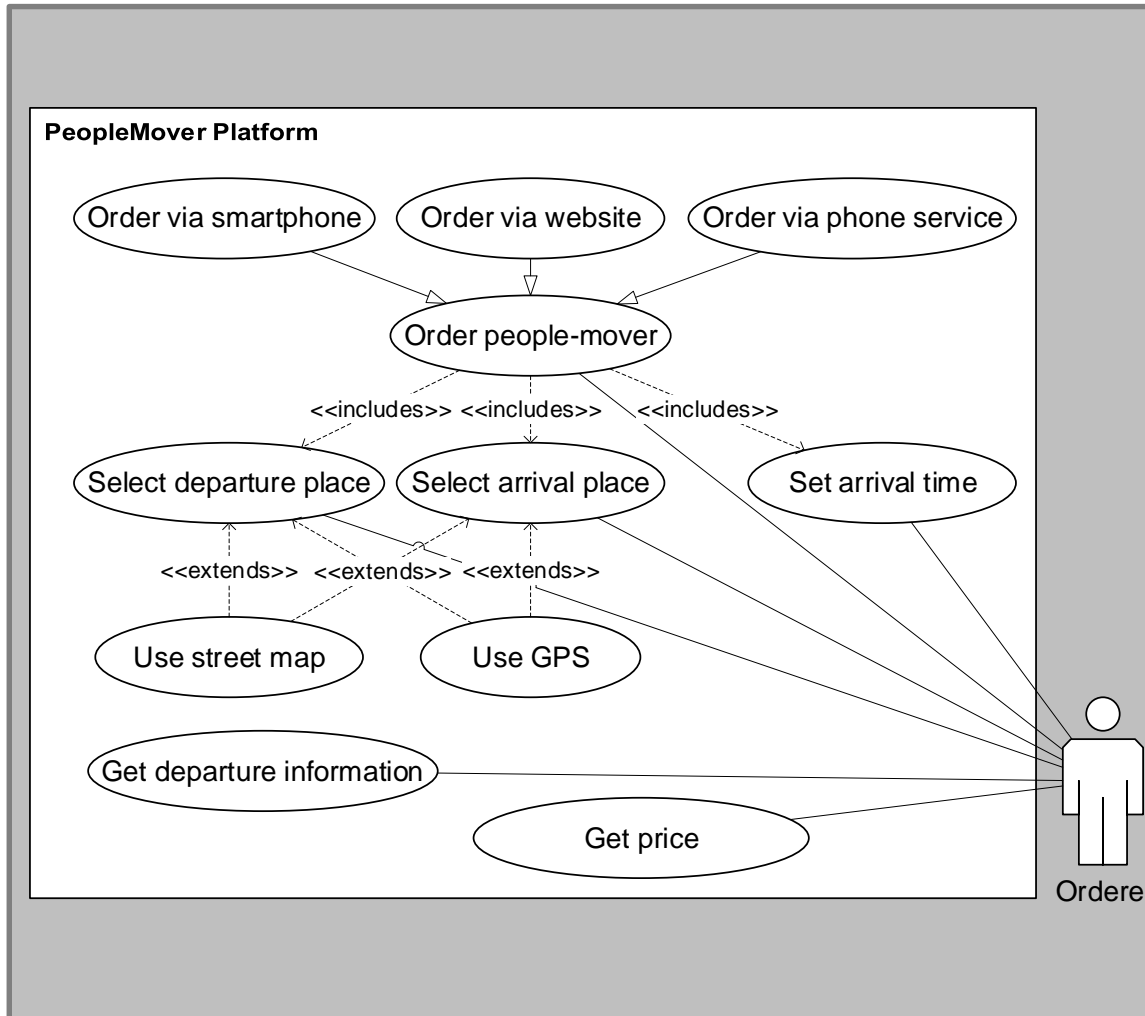 PeopleMover Platform
Order via smartphone
Order via website
Order via phone service
Order people-mover
<<includes>>
<<includes>>
<<includes>>
Select departure place
Select arrival place
Set arrival time
<<extends>>
<<extends>>
<<extends>>
Use street map
Use GPS
Get departure information
Get price
Ordere